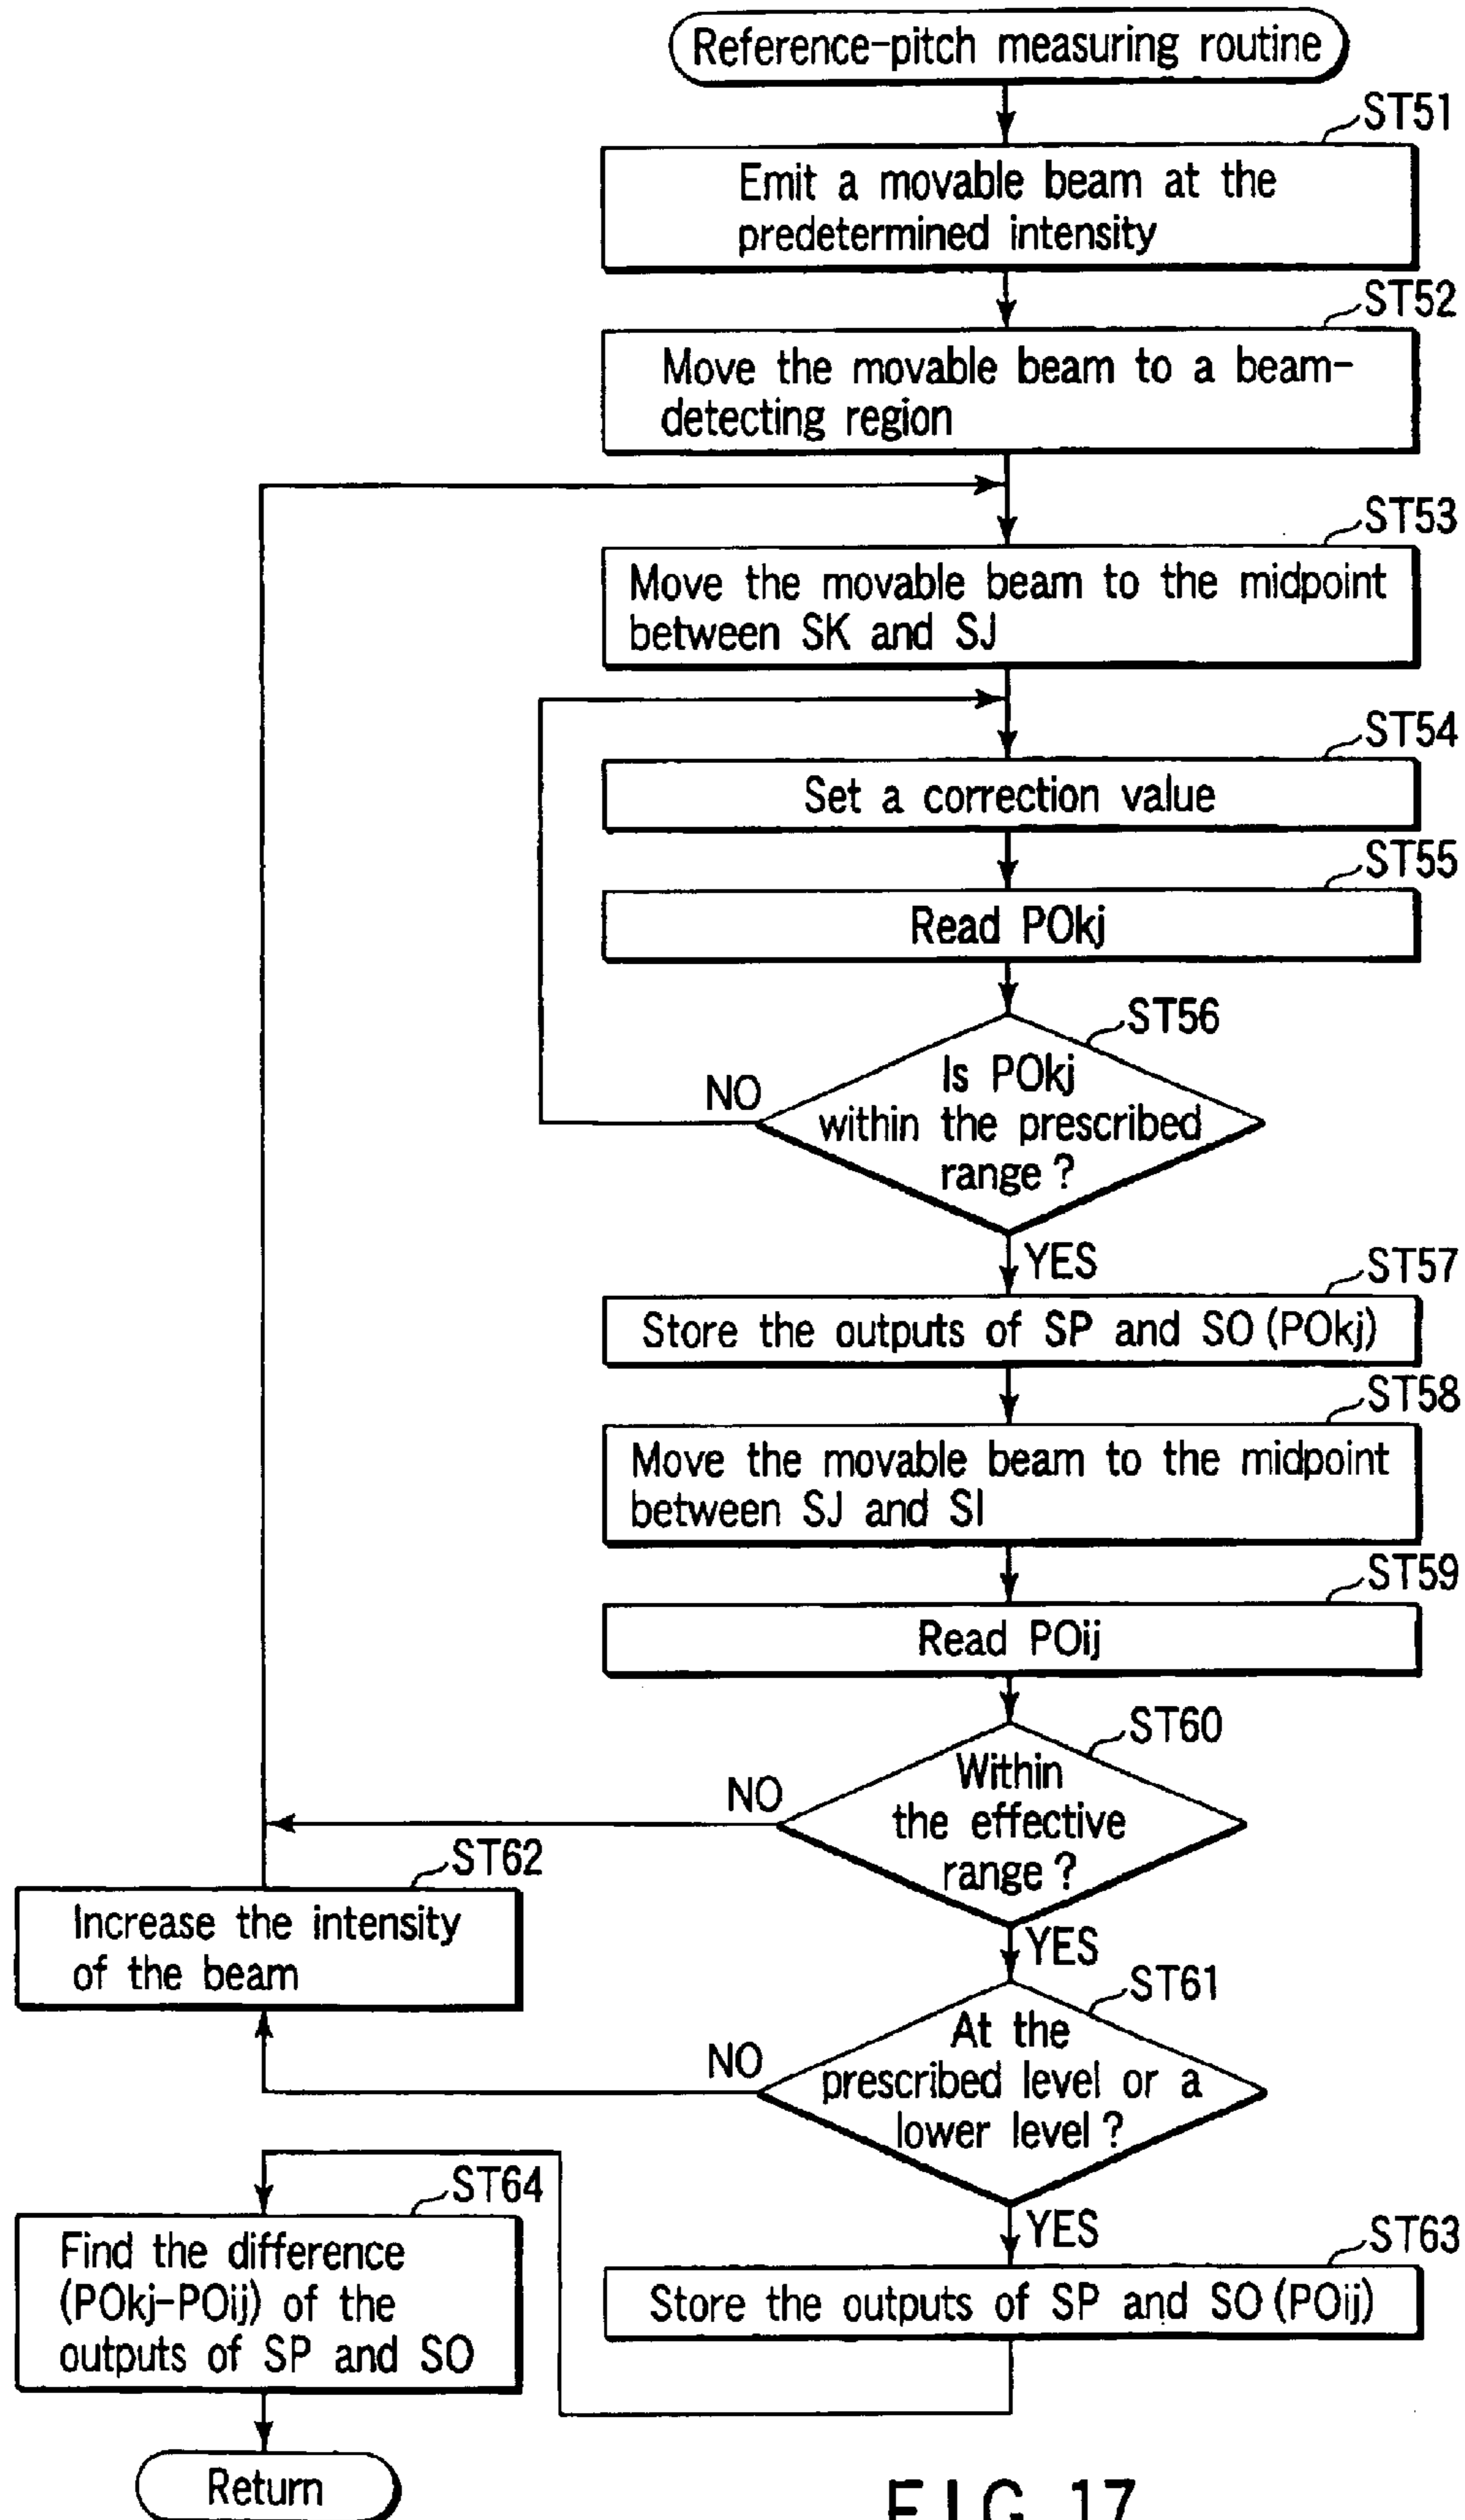 Reference-pitch measuring routine
ST51
Emit a movable beam at the
predetermined intensity
ST52
Move the movable beam to a beam-
detecting region
ST53
Move the movable beam to the midpoint
between SK and SJ
ST54
Set a correction value
ST55
Read POkj
ST56
Is POkj
within the prescribed
range ?
NO
YES
ST57
Store the outputs of SP and SO (POkj)
ST58
Move the movable beam to the midpoint
between SJ and SI
ST59
Read POij
ST60
Within
the effective
range ?
NO
YES
ST62
Increase the intensity
of the beam
ST61
At the
prescribed level or a
lower level ?
NO
YES
ST63
Store the outputs of SP and SO (POij)
ST64
Find the difference
(POkj-POij) of the
outputs of SP and SO
Return
FIG. 17